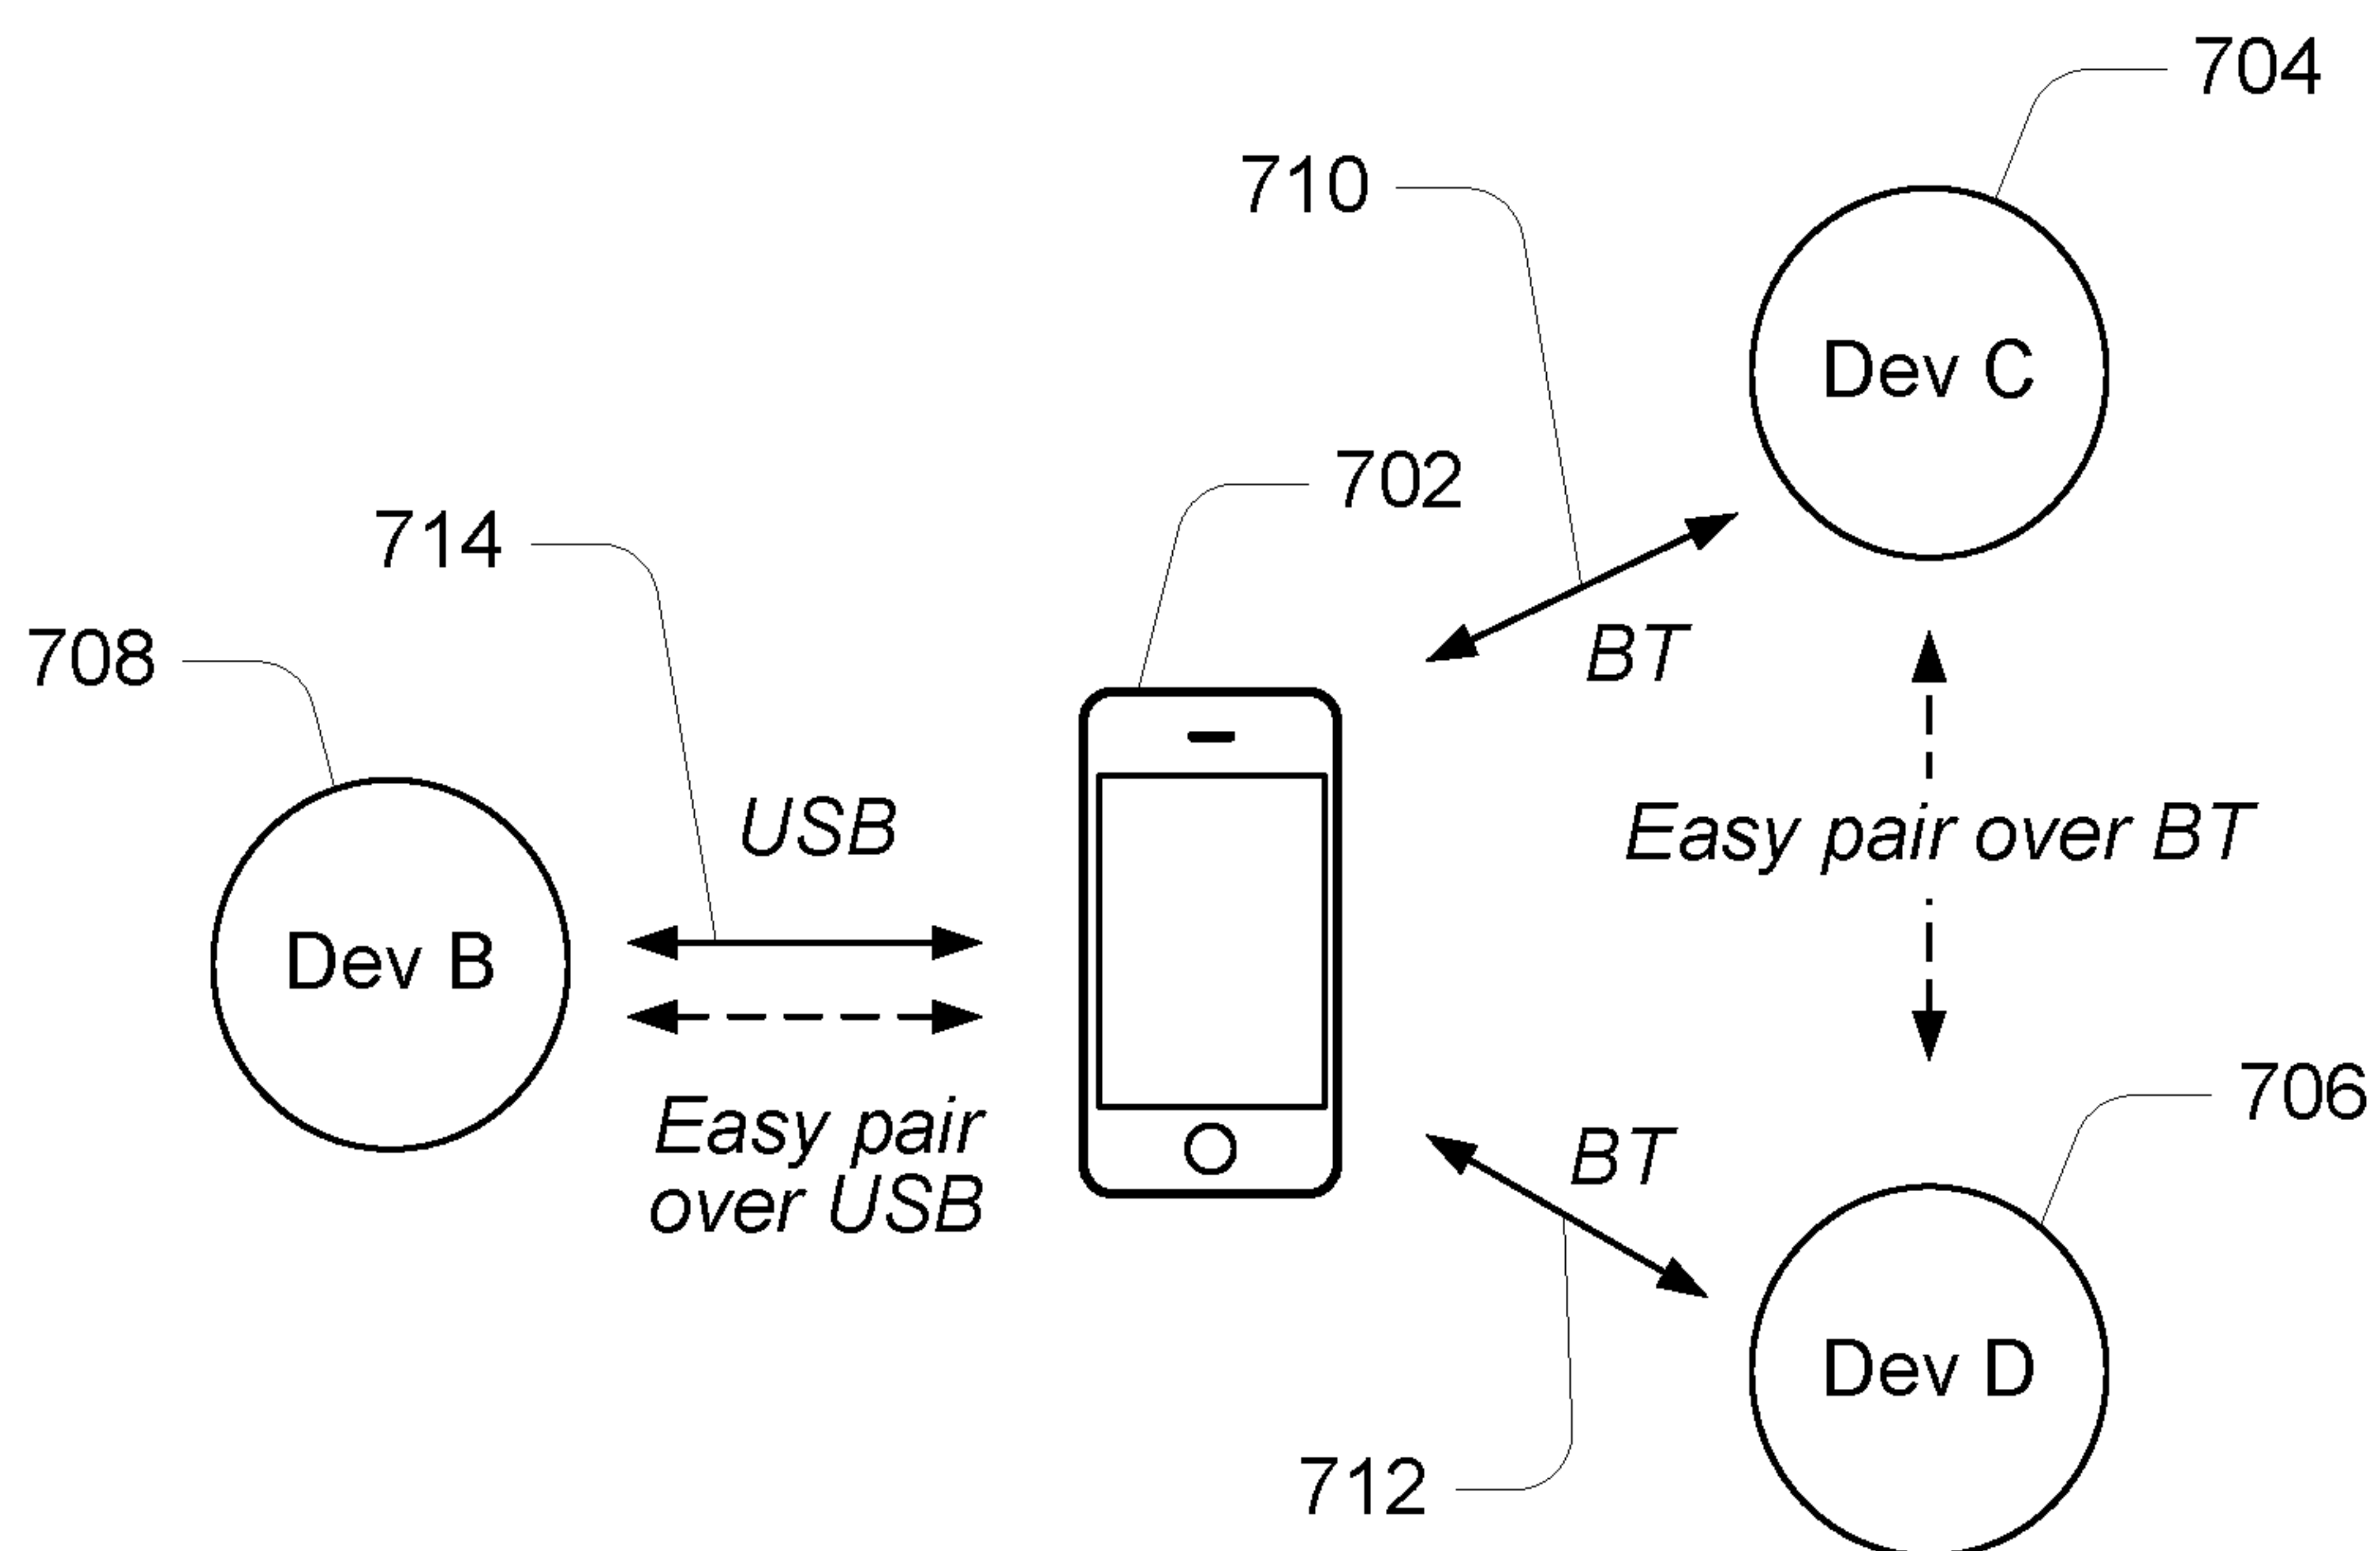 704
710
Dev C
702
714
BT
708
USB
Easy pair over BT
Dev B
Easy pair
over USB
706
BT
Dev D
712